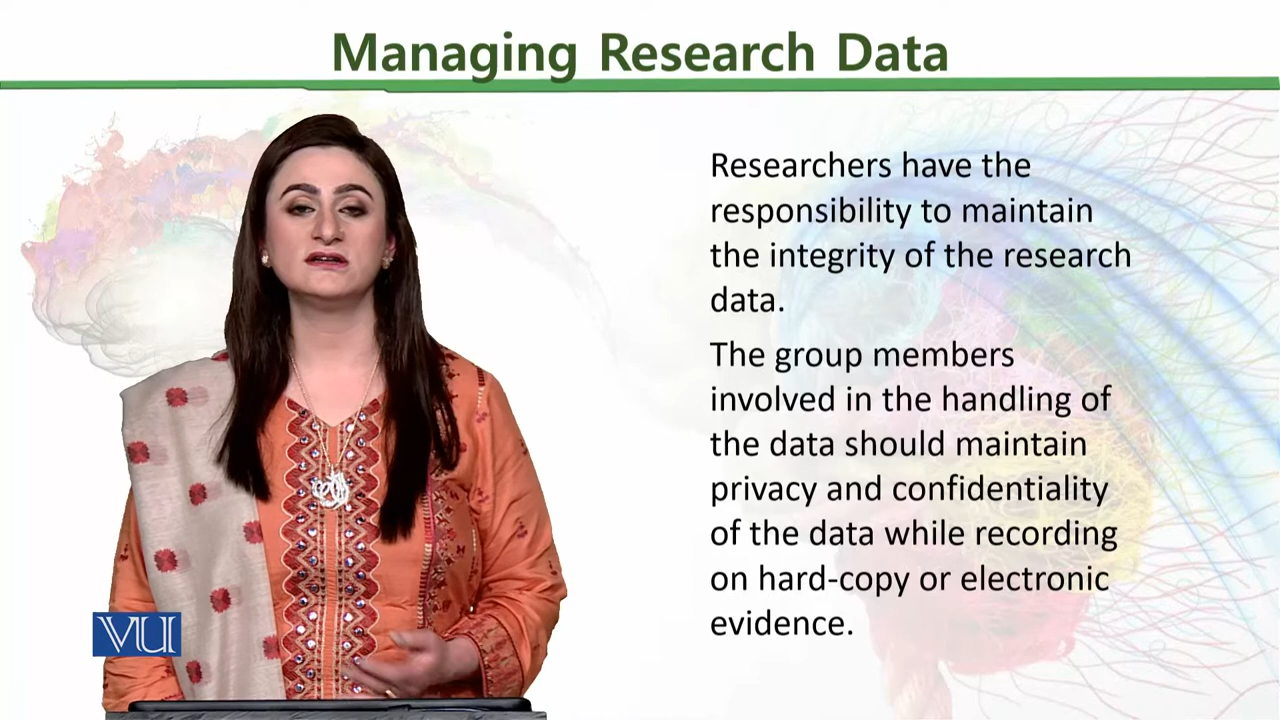 Managing Research Data
Researchers have the
responsibility to maintain
the integrity of the research
data.
The group members
involved in the handling of
the data should maintain
privacy and confidentiality
of the data while recording
on hard-copy or electronic
evidence.
VU